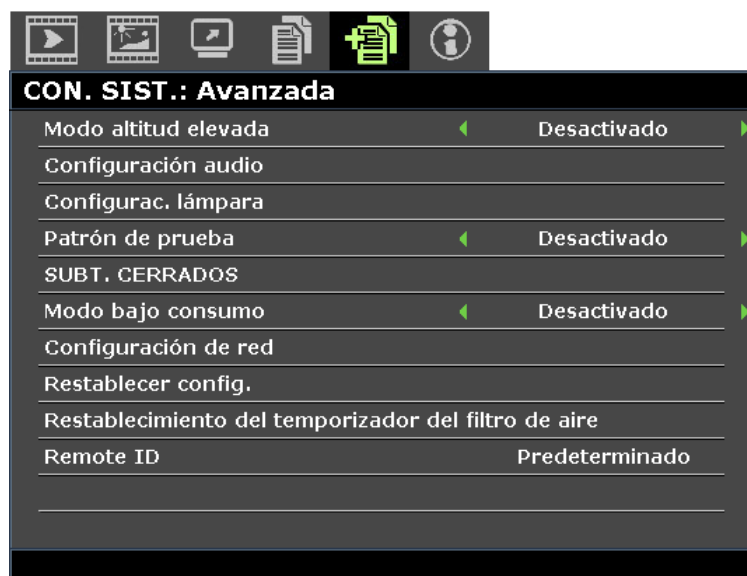 CON. SIST.: Avanzada
Modo altitud elevada Desactivado
Configuración audio
Configurac. lámpara
Patrón de prueba Desactivado
SUBT. CERRADOS
Modo bajo consumo Desactivado
Configuración de red
Restablecer config.
Restablecimiento del temporizador del filtro de aire
Remote ID Predeterminado